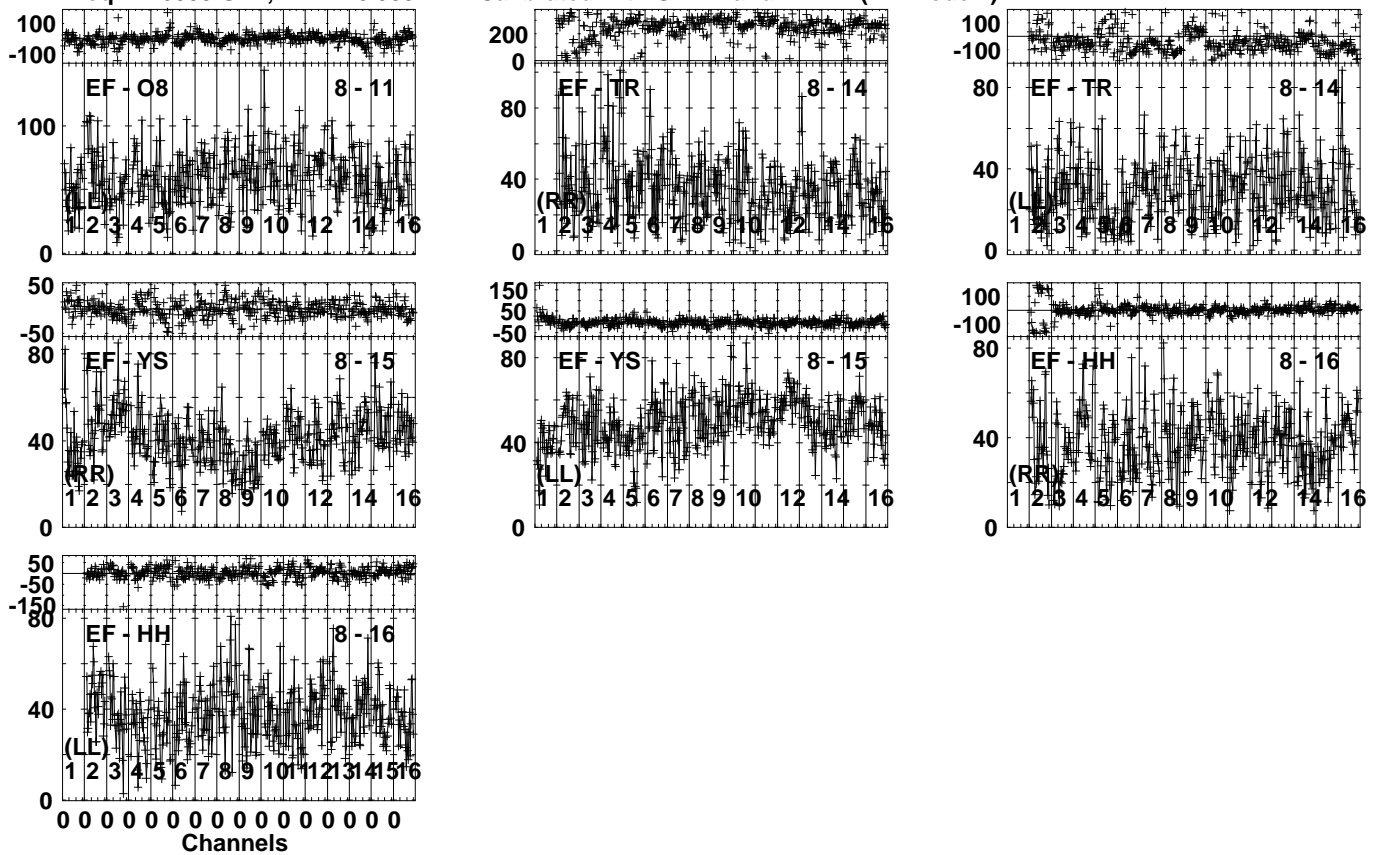 100
-100
EF - O8 8 - 11
100
(LL)
1 2 3 4 5 6 7 8 9 10 12 14 16
0
200
0
EF - TR 8 - 14
80
40
(RR)
1 2 3 4 5 6 7 8 9 10 12 14 16
0
100
-100
80
EF - TR 8 - 14
40
(LL)
1 2 3 4 5 6 7 8 9 10 12 14 16
0
50
-50
80
EF - YS 8 - 15
40
(RR)
1 2 3 4 5 6 7 8 9 10 12 14 16
0
150
50
-50
80
EF - YS 8 - 15
40
(LL)
1 2 3 4 5 6 7 8 9 10 12 14 16
0
100
-100
80
EF - HH 8 - 16
40
(RR)
1 2 3 4 5 6 7 8 9 10 12 14 16
0
50
-50
-150
80
EF - HH 8 - 16
40
(LL)
1 2 3 4 5 6 7 8 9 10 11 12 13 14 15 16
0
0 0 0 0 0 0 0 0 0 0 0 0 0 0 0 0
Channels